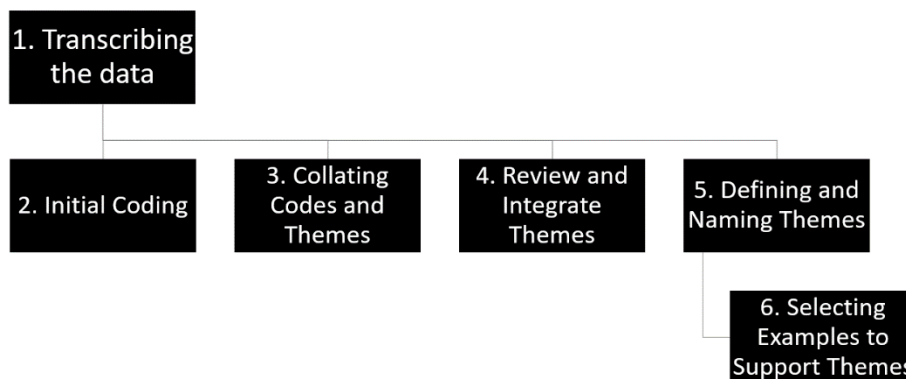 1. Transcribing
the data
2. Initial Coding
3. Collating
Codes and
Themes
4. Review and
Integrate
Themes
5. Defining and
Naming Themes
6. Selecting
Examples to
Support Themes